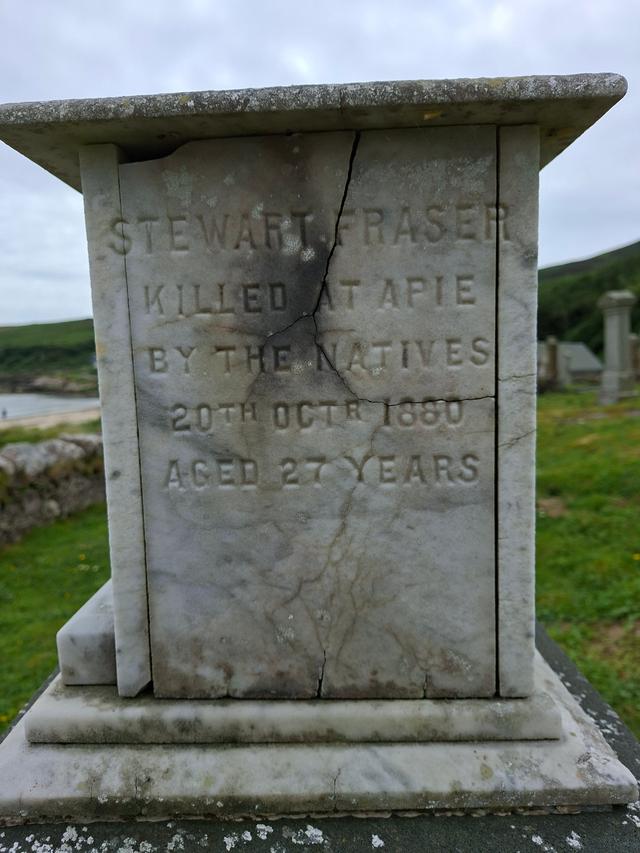 STEWART. FRASER
KILLED AT APIE
BY THE NATIVES
20TH OCTR 1880
AGED 27 YEARS